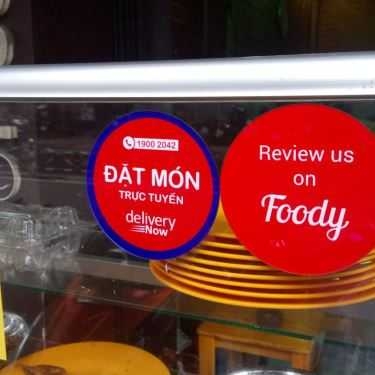 1900 2042
ĐẶT MÓN
TRỰC TUYẾN
delivery
Now
Review us
on
Foody